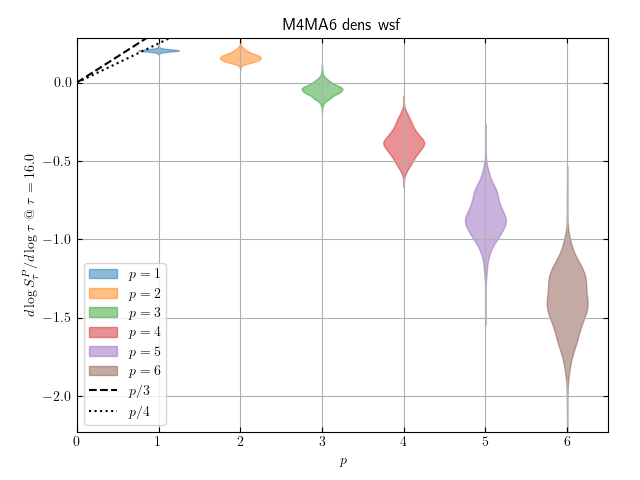 M4MA6 dens wsf
d log S_τ^P / d log τ @ τ = 16.0
0.0
−0.5
−1.0
−1.5
−2.0
p = 1
p = 2
p = 3
p = 4
p = 5
p = 6
p/3
p/4
0 1 2 3 4 5 6
p